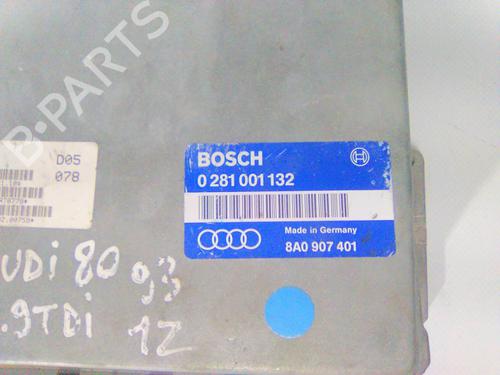 B-PARTS
D05
078
BOSCH
0 281 001 132
Made in Germany
8A0 907 401
UDI 80 93
.9TDi 1Z